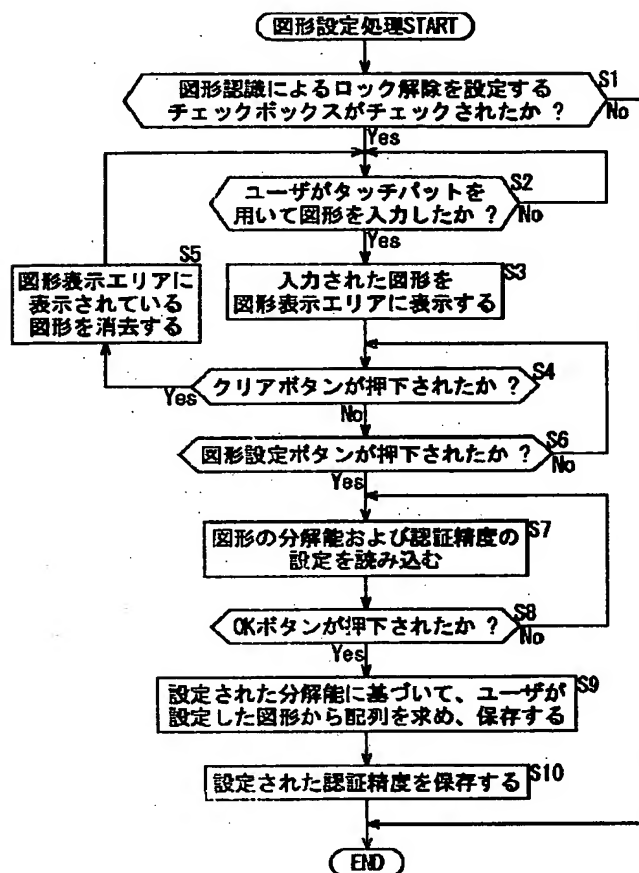 図形設定処理START
S1
図形認識によるロック解除を設定する
チェックボックスがチェックされたか ?
No
Yes
S2
ユーザがタッチパットを
用いて図形を入力したか ?
No
Yes
S5
図形表示エリアに
表示されている
図形を消去する
S3
入力された図形を
図形表示エリアに表示する
S4
クリアボタンが押下されたか ?
Yes
No
S6
図形設定ボタンが押下されたか ?
No
Yes
S7
図形の分解能および認証精度の
設定を読み込む
S8
OKボタンが押下されたか ?
No
Yes
S9
設定された分解能に基づいて、ユーザが
設定した図形から配列を求め、保存する
S10
設定された認証精度を保存する
END